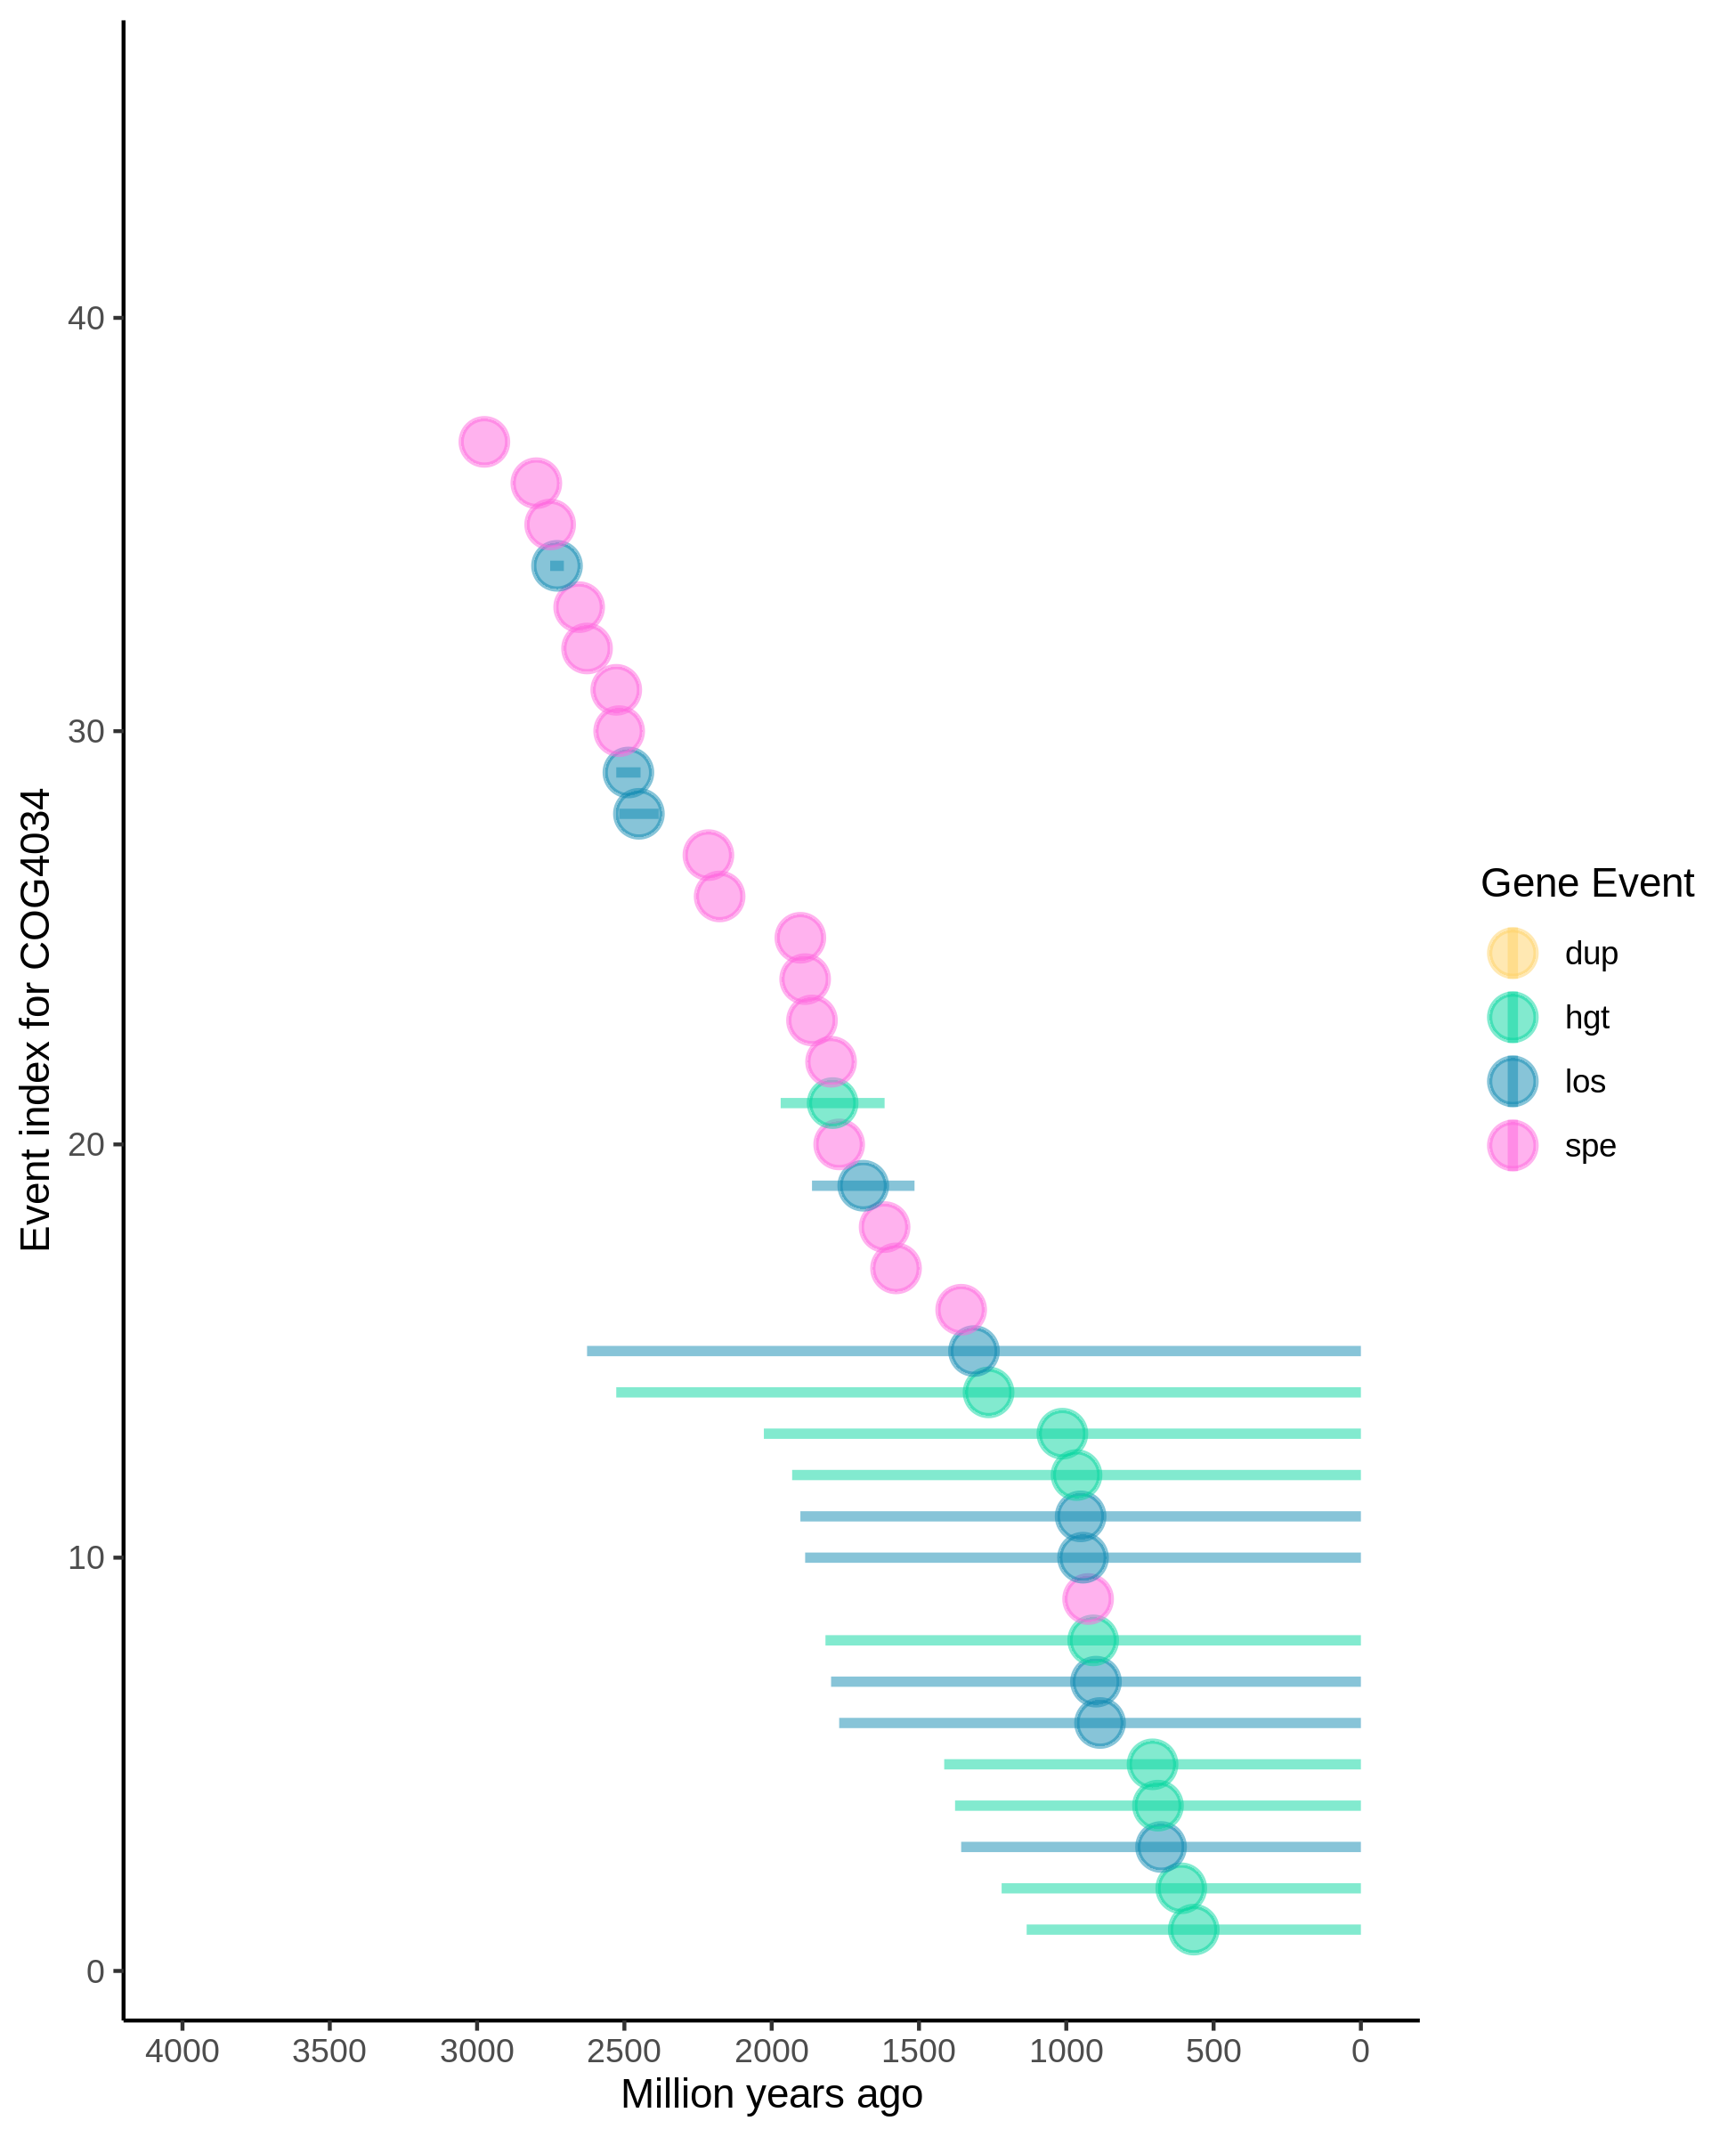 40
30
20
10
0
Event index for COG4034
4000 3500 3000 2500 2000 1500 1000 500 0
Million years ago
Gene Event
dup
hgt
los
spe